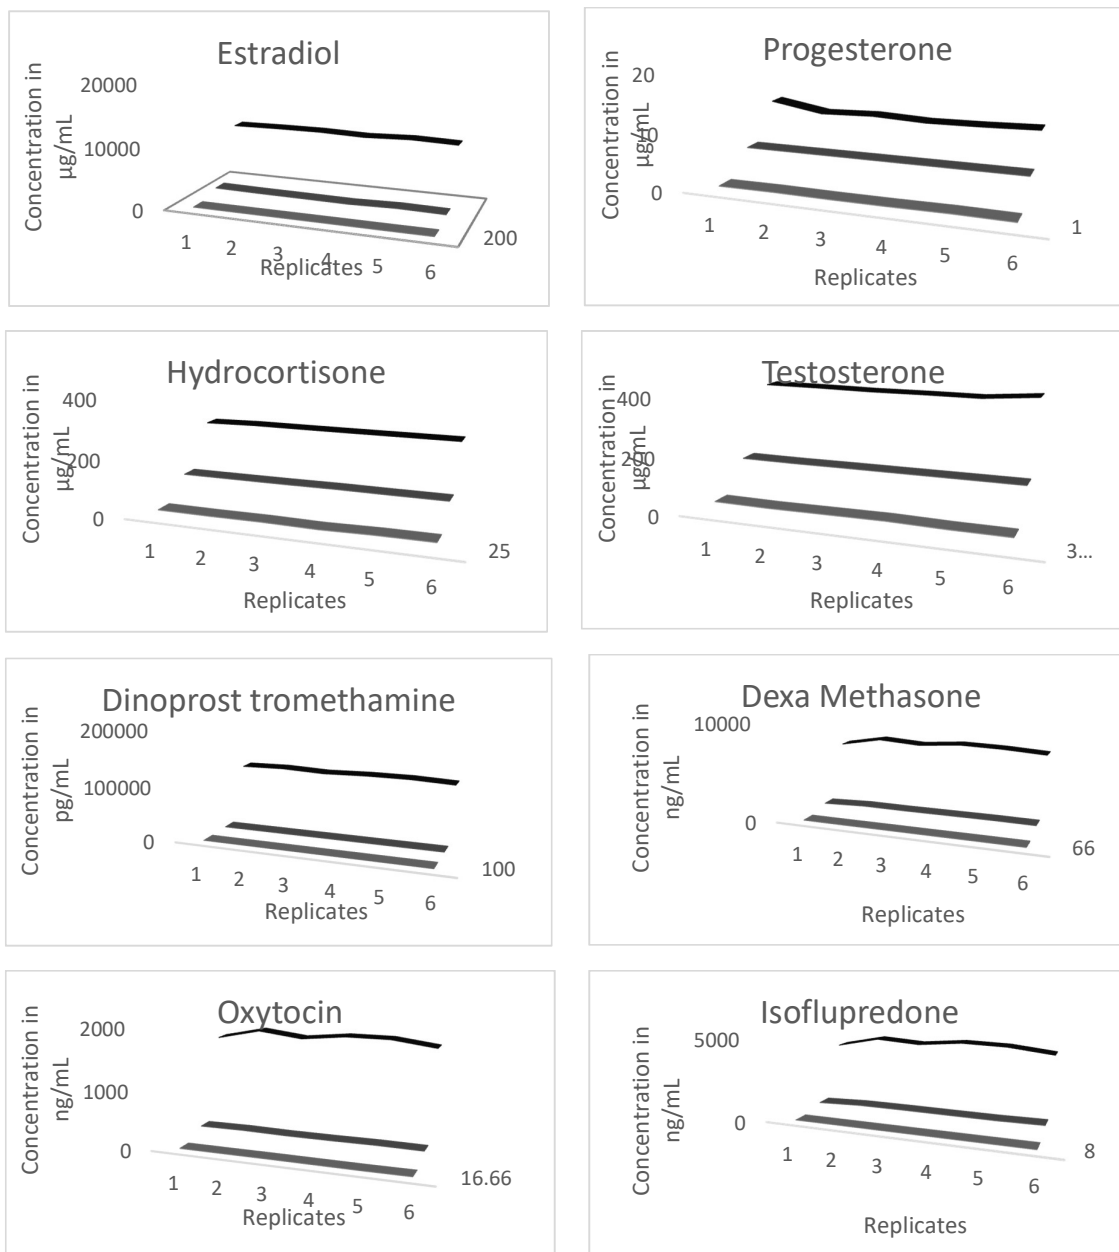 Estradiol
Concentration in
µg/mL
20000
10000
0
1 2 3 4 5 6
200
Replicates
Progesterone
Concentration in
µg/mL
20
10
0
1 2 3 4 5 6
1
Replicates
Hydrocortisone
Concentration in
µg/mL
400
200
0
1 2 3 4 5 6
25
Replicates
Testosterone
Concentration in
µg/mL
400
200
0
1 2 3 4 5 6
3...
Replicates
Dinoprost tromethamine
Concentration in
pg/mL
200000
100000
0
1 2 3 4 5 6
100
Replicates
Dexa Methasone
Concentration in
ng/mL
10000
0
1 2 3 4 5 6
66
Replicates
Oxytocin
Concentration in
ng/mL
2000
1000
0
1 2 3 4 5 6
16.66
Replicates
Isoflupredone
Concentration in
ng/mL
5000
0
1 2 3 4 5 6
8
Replicates